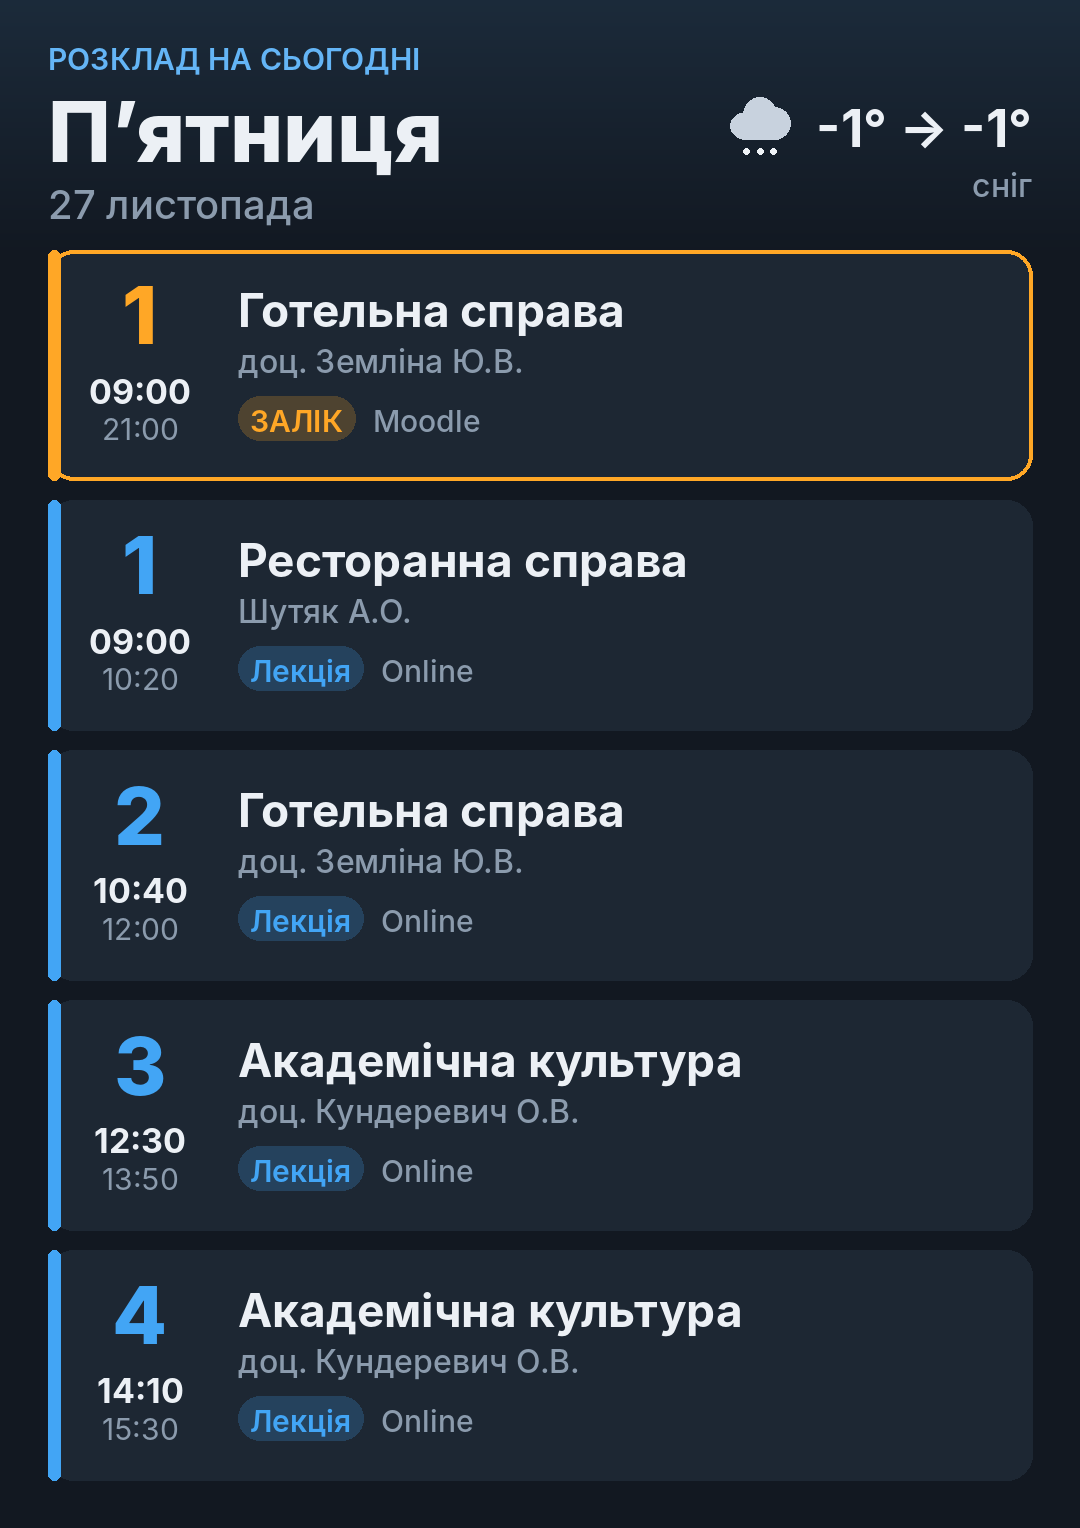 РОЗКЛАД НА СЬОГОДНІ
П’ятниця
27 листопада
-1° → -1°
сніг
1
09:00
21:00
Готельна справа
доц. Земліна Ю.В.
ЗАЛІК Moodle
1
09:00
10:20
Ресторанна справа
Шутяк А.О.
Лекція Online
2
10:40
12:00
Готельна справа
доц. Земліна Ю.В.
Лекція Online
3
12:30
13:50
Академічна культура
доц. Кундеревич О.В.
Лекція Online
4
14:10
15:30
Академічна культура
доц. Кундеревич О.В.
Лекція Online